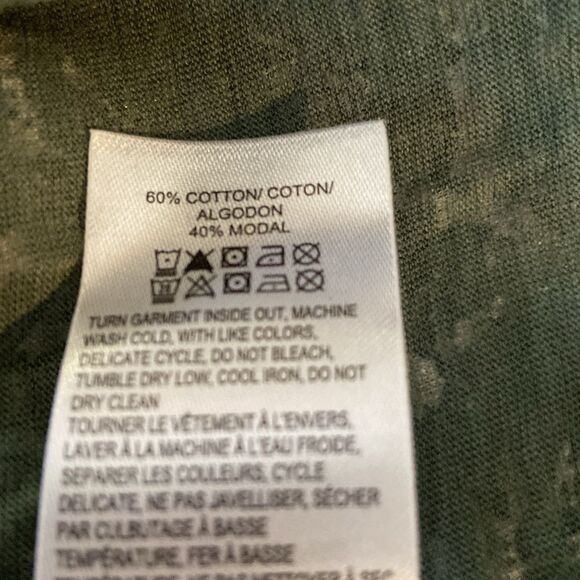 60% COTTON/ COTON/
ALGODON
40% MODAL
TURN GARMENT INSIDE OUT, MACHINE
WASH COLD, WITH LIKE COLORS,
DELICATE CYCLE, DO NOT BLEACH,
TUMBLE DRY LOW, COOL IRON, DO NOT
DRY CLEAN
TOURNER LE VÊTEMENT À L'ENVERS,
LAVER À LA MACHINE À L'EAU FROIDE,
SÉPARER LES COULEURS, CYCLE
DÉLICATE, NE PAS JAVELLISER, SÉCHER
PAR CULBUTAGE À BASSE
TEMPÉRATURE, FER À BASSE